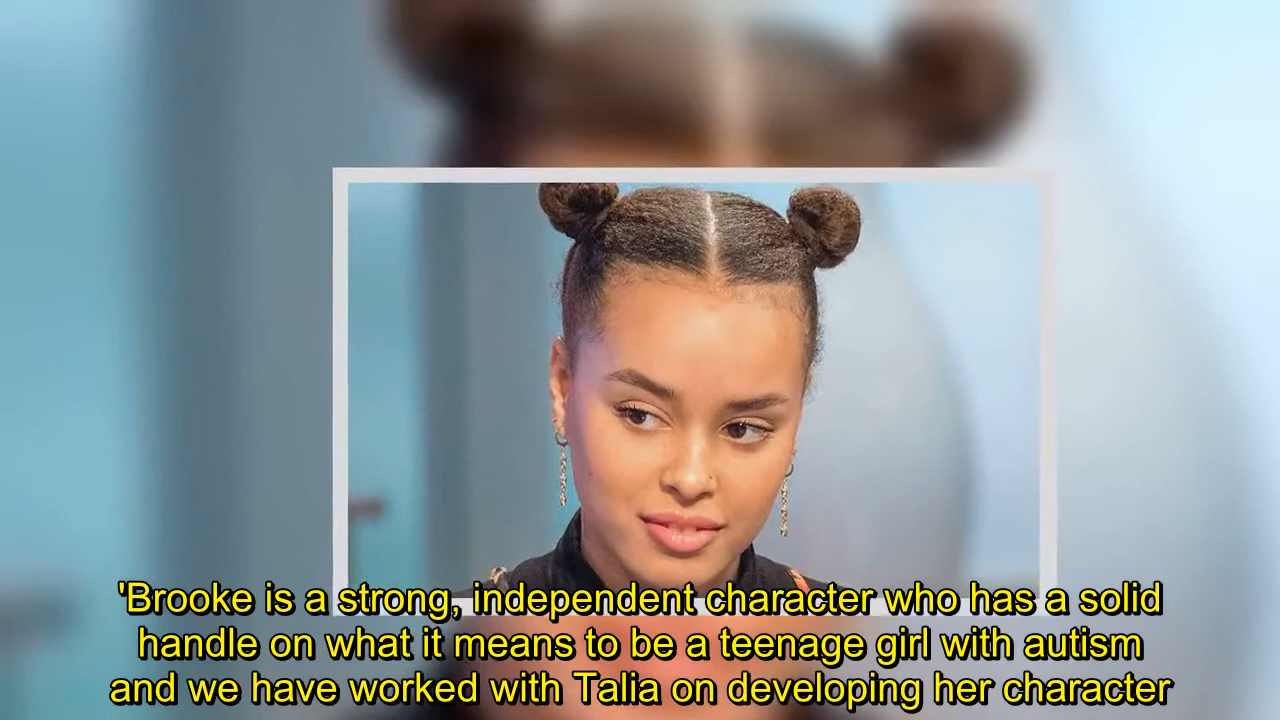 'Brooke is a strong, independent character who has a solid
handle on what it means to be a teenage girl with autism
and we have worked with Talia on developing her character